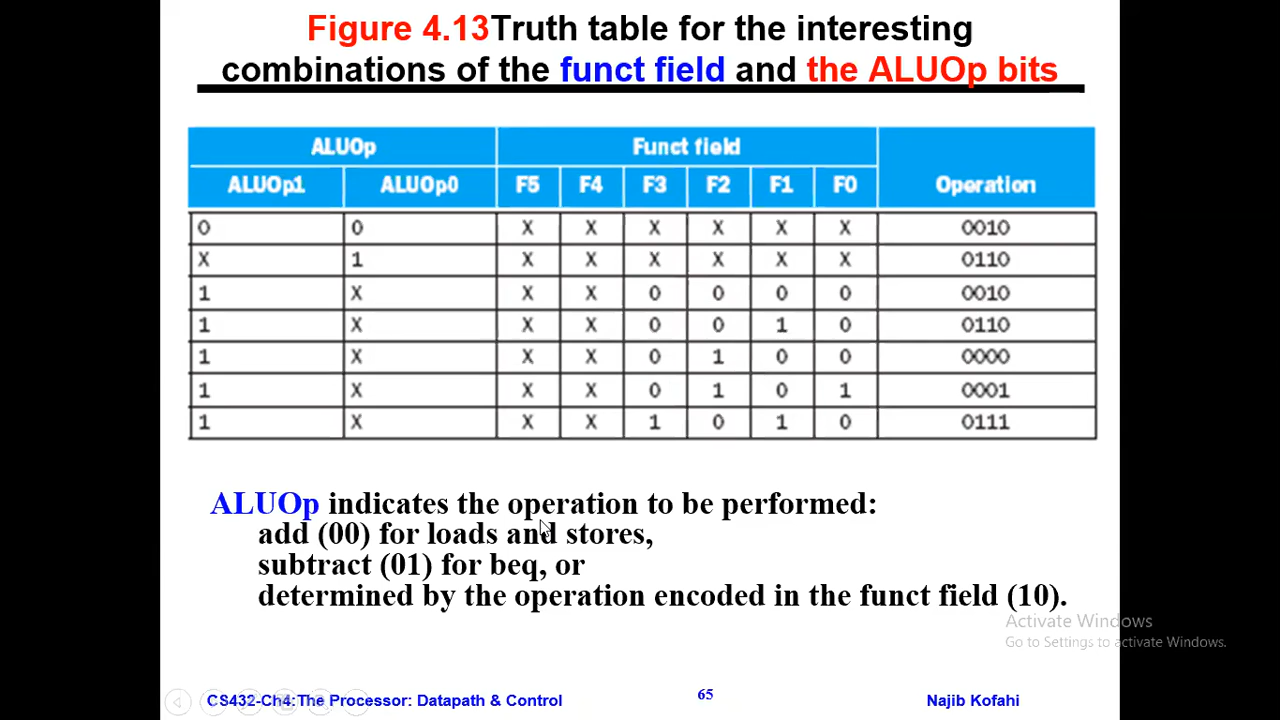 Figure 4.13Truth table for the interesting
combinations of the funct field and the ALUOp bits
ALUOp Funct field Operation
ALUOp1 ALUOp0 F5 F4 F3 F2 F1 F0
0 0 X X X X X X 0010
X 1 X X X X X X 0110
1 X X X 0 0 0 0 0010
1 X X X 0 0 1 0 0110
1 X X X 0 1 0 0 0000
1 X X X 0 1 0 1 0001
1 X X X 1 0 1 0 0111
ALUOp indicates the operation to be performed:
add (00) for loads and stores,
subtract (01) for beq, or
determined by the operation encoded in the funct field (10).
Activate Windows
Go to Settings to activate Windows.
CS432-Ch4:The Processor: Datapath & Control 65 Najib Kofahi